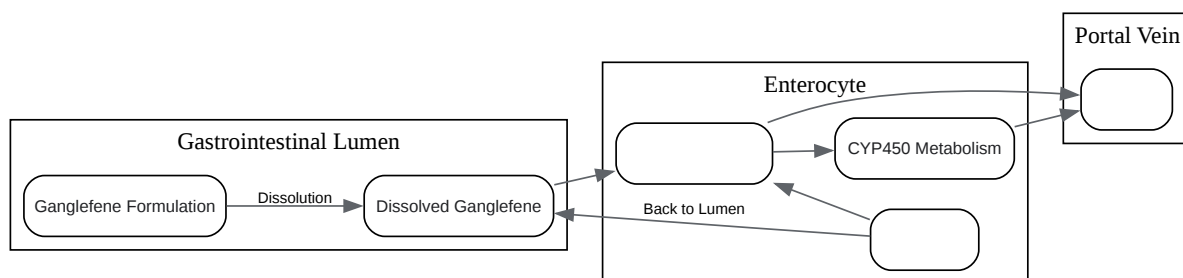 Portal Vein
Enterocyte
Gastrointestinal Lumen
CYP450 Metabolism
Ganglefene Formulation
Dissolution
Dissolved Ganglefene
Back to Lumen